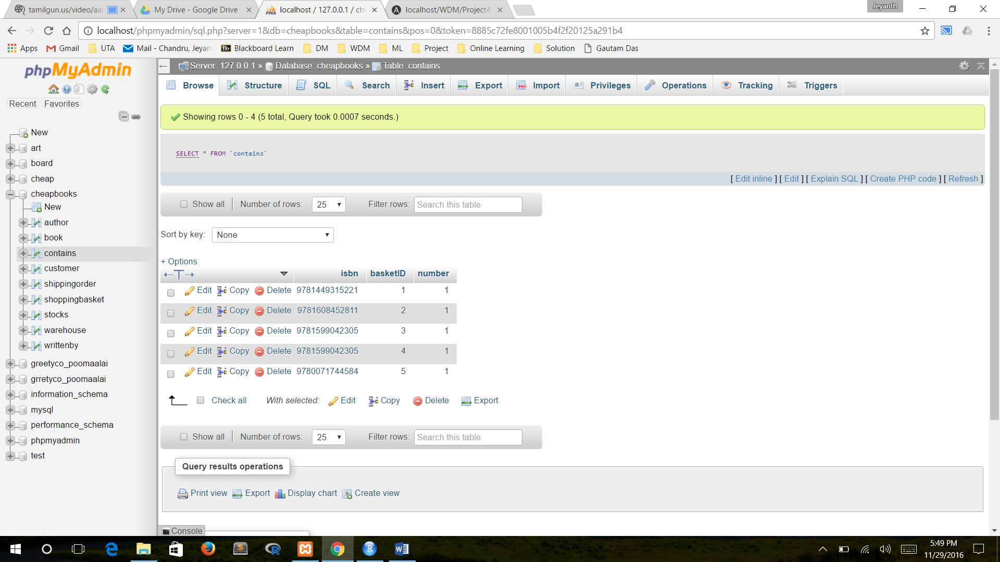 tamilgun.us/video/aar
My Drive - Google Drive
localhost / 127.0.0.1 / che
localhost/WDM/Project4
Jeyanth
localhost/phpmyadmin/sql.php?server=1&db=cheapbooks&table=contains&pos=0&token=8885c72fe8001005b4f2f20125a291b4
Apps Gmail UTA Mail - Chandru, Jeyan Bb Blackboard Learn DM WDM ML Project Online Learning Solution Gautam Das
phpMyAdmin
Recent Favorites
New
art
board
cheap
cheapbooks
New
author
book
contains
customer
shippingorder
shoppingbasket
stocks
warehouse
writtenby
greetyco_poomaalai
grretyco_poomaalai
information_schema
mysql
performance_schema
phpmyadmin
test
Server: 127.0.0.1 » Database: cheapbooks » Table: contains
Browse Structure SQL Search Insert Export Import Privileges Operations Tracking Triggers
Showing rows 0 - 4 (5 total, Query took 0.0007 seconds.)
SELECT * FROM `contains`
[ Edit inline ] [ Edit ] [ Explain SQL ] [ Create PHP code ] [ Refresh ]
Show all Number of rows: 25 Filter rows: Search this table
Sort by key: None
+ Options
isbn basketID number
Edit Copy Delete 9781449315221 1 1
Edit Copy Delete 9781608452811 2 1
Edit Copy Delete 9781599042305 3 1
Edit Copy Delete 9781599042305 4 1
Edit Copy Delete 9780071744584 5 1
Check all With selected: Edit Copy Delete Export
Show all Number of rows: 25 Filter rows: Search this table
Query results operations
Print view Export Display chart Create view
Console
5:49 PM
11/29/2016